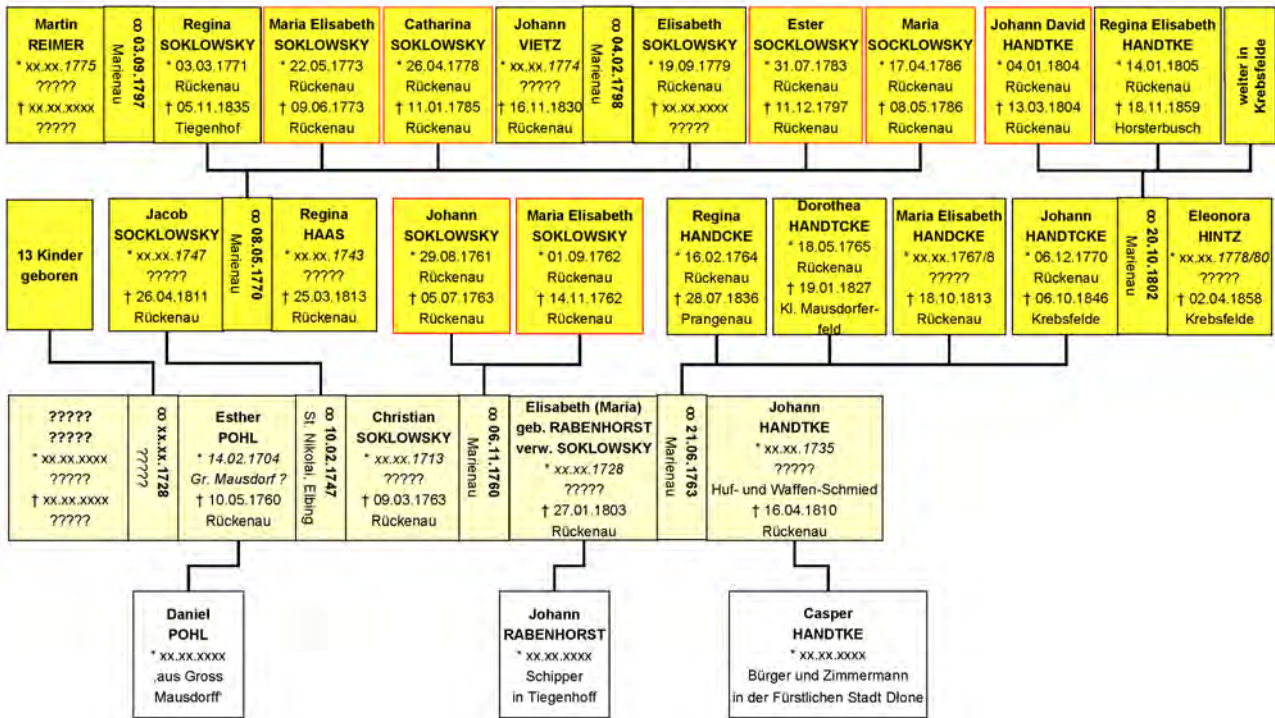 Martin
REIMER
* xx.xx.1775
?????
† xx.xx.xxxx
?????
∞ 03.09.1797
Marienau
Regina
SOKLOWSKY
* 03.03.1771
Rückenau
† 05.11.1835
Tiegenhof
Maria Elisabeth
SOKLOWSKY
* 22.05.1773
Rückenau
† 09.06.1773
Rückenau
Catharina
SOKLOWSKY
* 26.04.1778
Rückenau
† 11.01.1785
Rückenau
Johann
VIETZ
* xx.xx.1774
?????
† 16.11.1830
Rückenau
∞ 04.02.1798
Marienau
Elisabeth
SOKLOWSKY
* 19.09.1779
Rückenau
† xx.xx.xxxx
?????
Ester
SOCKLOWSKY
* 31.07.1783
Rückenau
† 11.12.1797
Rückenau
Maria
SOCKLOWSKY
* 17.04.1786
Rückenau
† 08.05.1786
Rückenau
Johann David
HANDTKE
* 04.01.1804
Rückenau
† 13.03.1804
Rückenau
Regina Elisabeth
HANDTKE
* 14.01.1805
Rückenau
† 18.11.1859
Horsterbusch
weiter in
Krebsfelde
13 Kinder
geboren
Jacob
SOCKLOWSKY
* xx.xx.1747
?????
† 26.04.1811
Rückenau
∞ 08.05.1770
Marienau
Regina
HAAS
* xx.xx.1743
?????
† 25.03.1813
Rückenau
Johann
SOKLOWSKY
* 29.08.1761
Rückenau
† 05.07.1763
Rückenau
Maria Elisabeth
SOKLOWSKY
* 01.09.1762
Rückenau
† 14.11.1762
Rückenau
Regina
HANDCKE
* 16.02.1764
Rückenau
† 28.07.1836
Prangenau
Dorothea
HANDTCKE
* 18.05.1765
Rückenau
† 19.01.1827
Kl. Mausdorfer-
feld
Maria Elisabeth
HANDCKE
* xx.xx.1767/8
?????
† 18.10.1813
Rückenau
Johann
HANDTCKE
* 06.12.1770
Rückenau
† 06.10.1846
Krebsfelde
∞ 20.10.1802
Marienau
Eleonora
HINTZ
* xx.xx.1778/80
?????
† 02.04.1858
Krebsfelde
?????
?????
* xx.xx.xxxx
?????
† xx.xx.xxxx
?????
∞ xx.xx.1728
?????
Esther
POHL
* 14.02.1704
Gr. Mausdorf ?
† 10.05.1760
Rückenau
∞ 10.02.1747
St. Nikolai, Elbing
Christian
SOKLOWSKY
* xx.xx.1713
?????
† 09.03.1763
Rückenau
∞ 06.11.1760
Marienau
Elisabeth (Maria)
geb. RABENHORST
verw. SOKLOWSKY
* xx.xx.1728
?????
† 27.01.1803
Rückenau
∞ 21.06.1763
Marienau
Johann
HANDTKE
* xx.xx.1735
?????
Huf- und Waffen-Schmied
† 16.04.1810
Rückenau
Daniel
POHL
* xx.xx.xxxx
‚aus Gross
Mausdorff'
Johann
RABENHORST
* xx.xx.xxxx
Schipper
in Tiegenhoff
Casper
HANDTKE
* xx.xx.xxxx
Bürger und Zimmermann
in der Fürstlichen Stadt Dłone